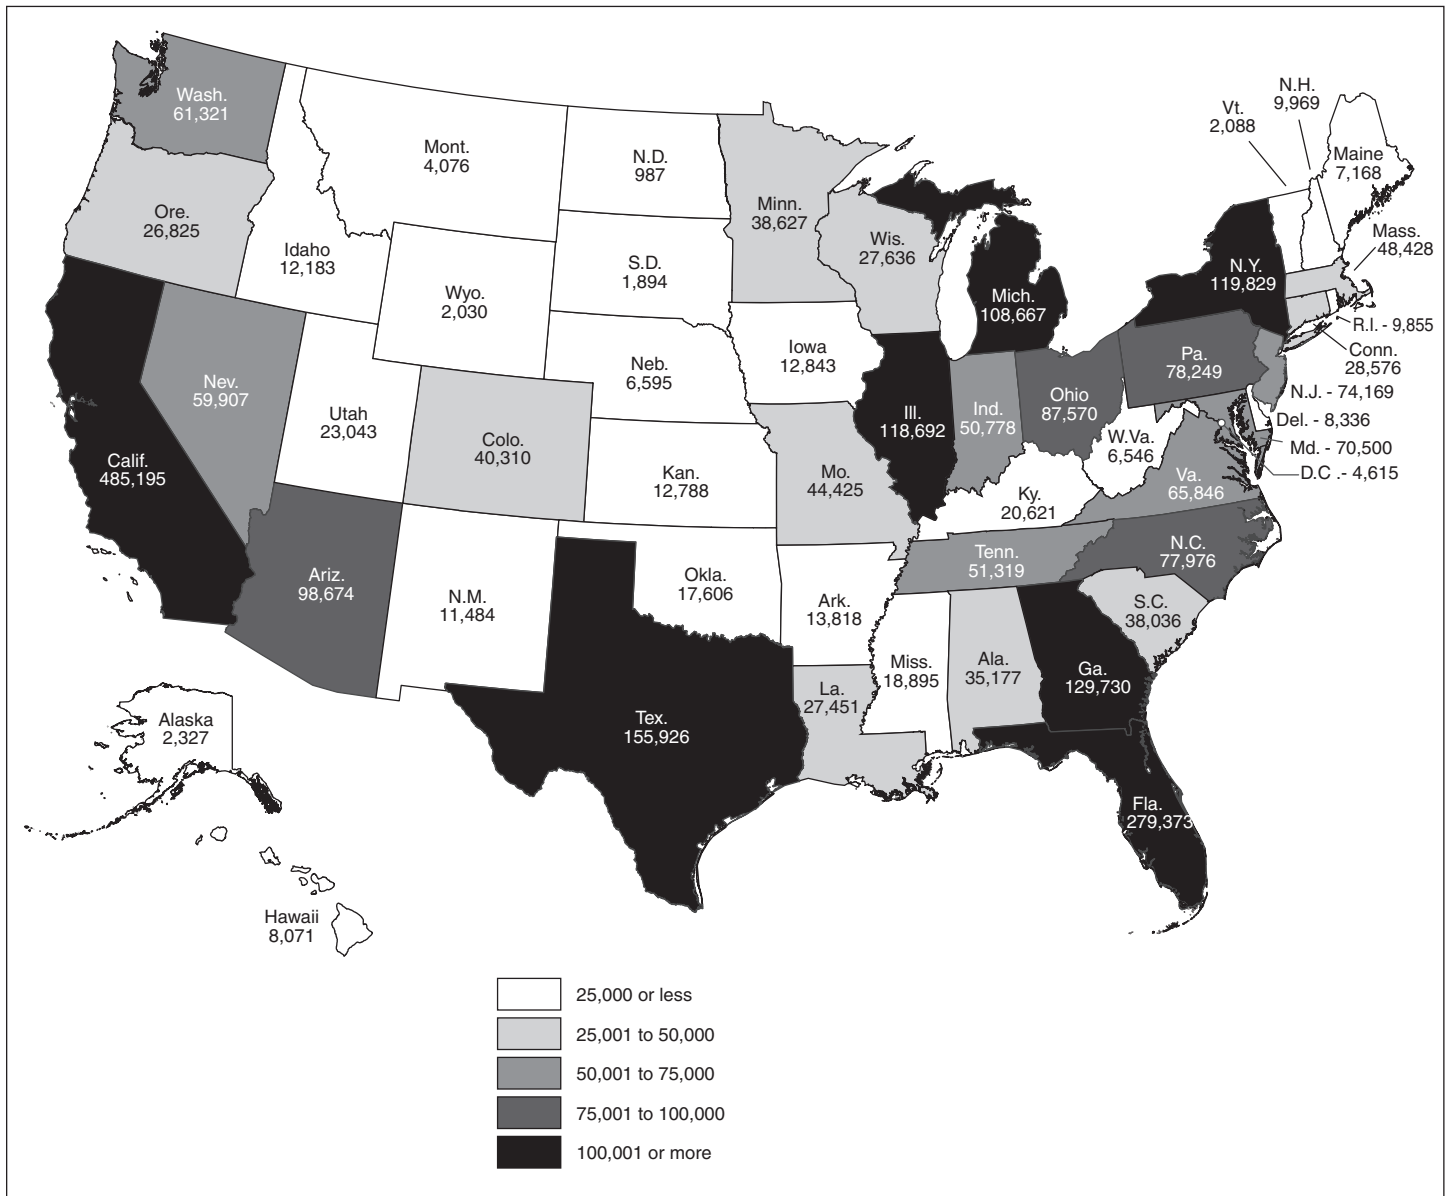 Wash.
61,321
Ore.
26,825
Calif.
485,195
Nev.
59,907
Idaho
12,183
Mont.
4,076
Wyo.
2,030
Utah
23,043
Colo.
40,310
Ariz.
98,674
N.M.
11,484
N.D.
987
S.D.
1,894
Neb.
6,595
Kan.
12,788
Okla.
17,606
Tex.
155,926
Minn.
38,627
Iowa
12,843
Mo.
44,425
Ark.
13,818
La.
27,451
Wis.
27,636
Ill.
118,692
Mich.
108,667
Ind.
50,778
Ohio
87,570
Ky.
20,621
Tenn.
51,319
Miss.
18,895
Ala.
35,177
Ga.
129,730
Fla.
279,373
S.C.
38,036
N.C.
77,976
Va.
65,846
W.Va.
6,546
Pa.
78,249
N.Y.
119,829
Vt.
2,088
N.H.
9,969
Maine
7,168
Mass.
48,428
R.I. - 9,855
Conn.
28,576
N.J. - 74,169
Del. - 8,336
Md. - 70,500
D.C .- 4,615
Alaska
2,327
Hawaii
8,071
25,000 or less
25,001 to 50,000
50,001 to 75,000
75,001 to 100,000
100,001 or more